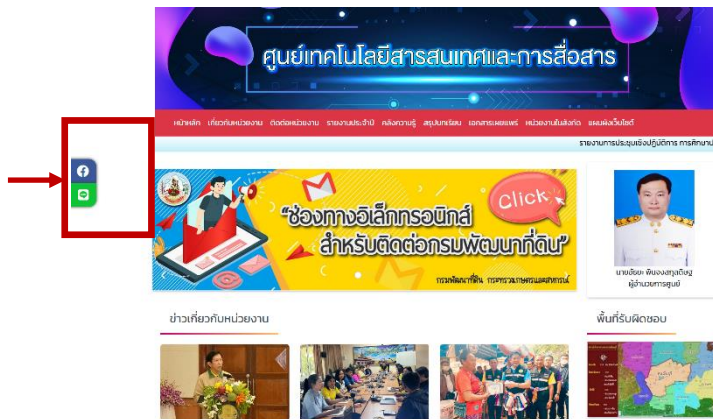 ศูนย์เทคโนโลยีสารสนเทศและการสื่อสาร
หน้าหลัก เกี่ยวกับหน่วยงาน ติดต่อหน่วยงาน รายงานประจำปี คลังความรู้ สรุปบทเรียน เอกสารเผยแพร่ หน่วยงานในสังกัด แผนผังเว็บไซต์
รายงานการประชุมเชิงปฏิบัติการ การศึกษา
Click
“ช่องทางอิเล็กทรอนิกส์
สำหรับติดต่อกรมพัฒนาที่ดิน”
กรมพัฒนาที่ดิน กระทรวงเกษตรและสหกรณ์
ผู้อำนวยการศูนย์
ข่าวเกี่ยวกับหน่วยงาน
พื้นที่รับผิดชอบ